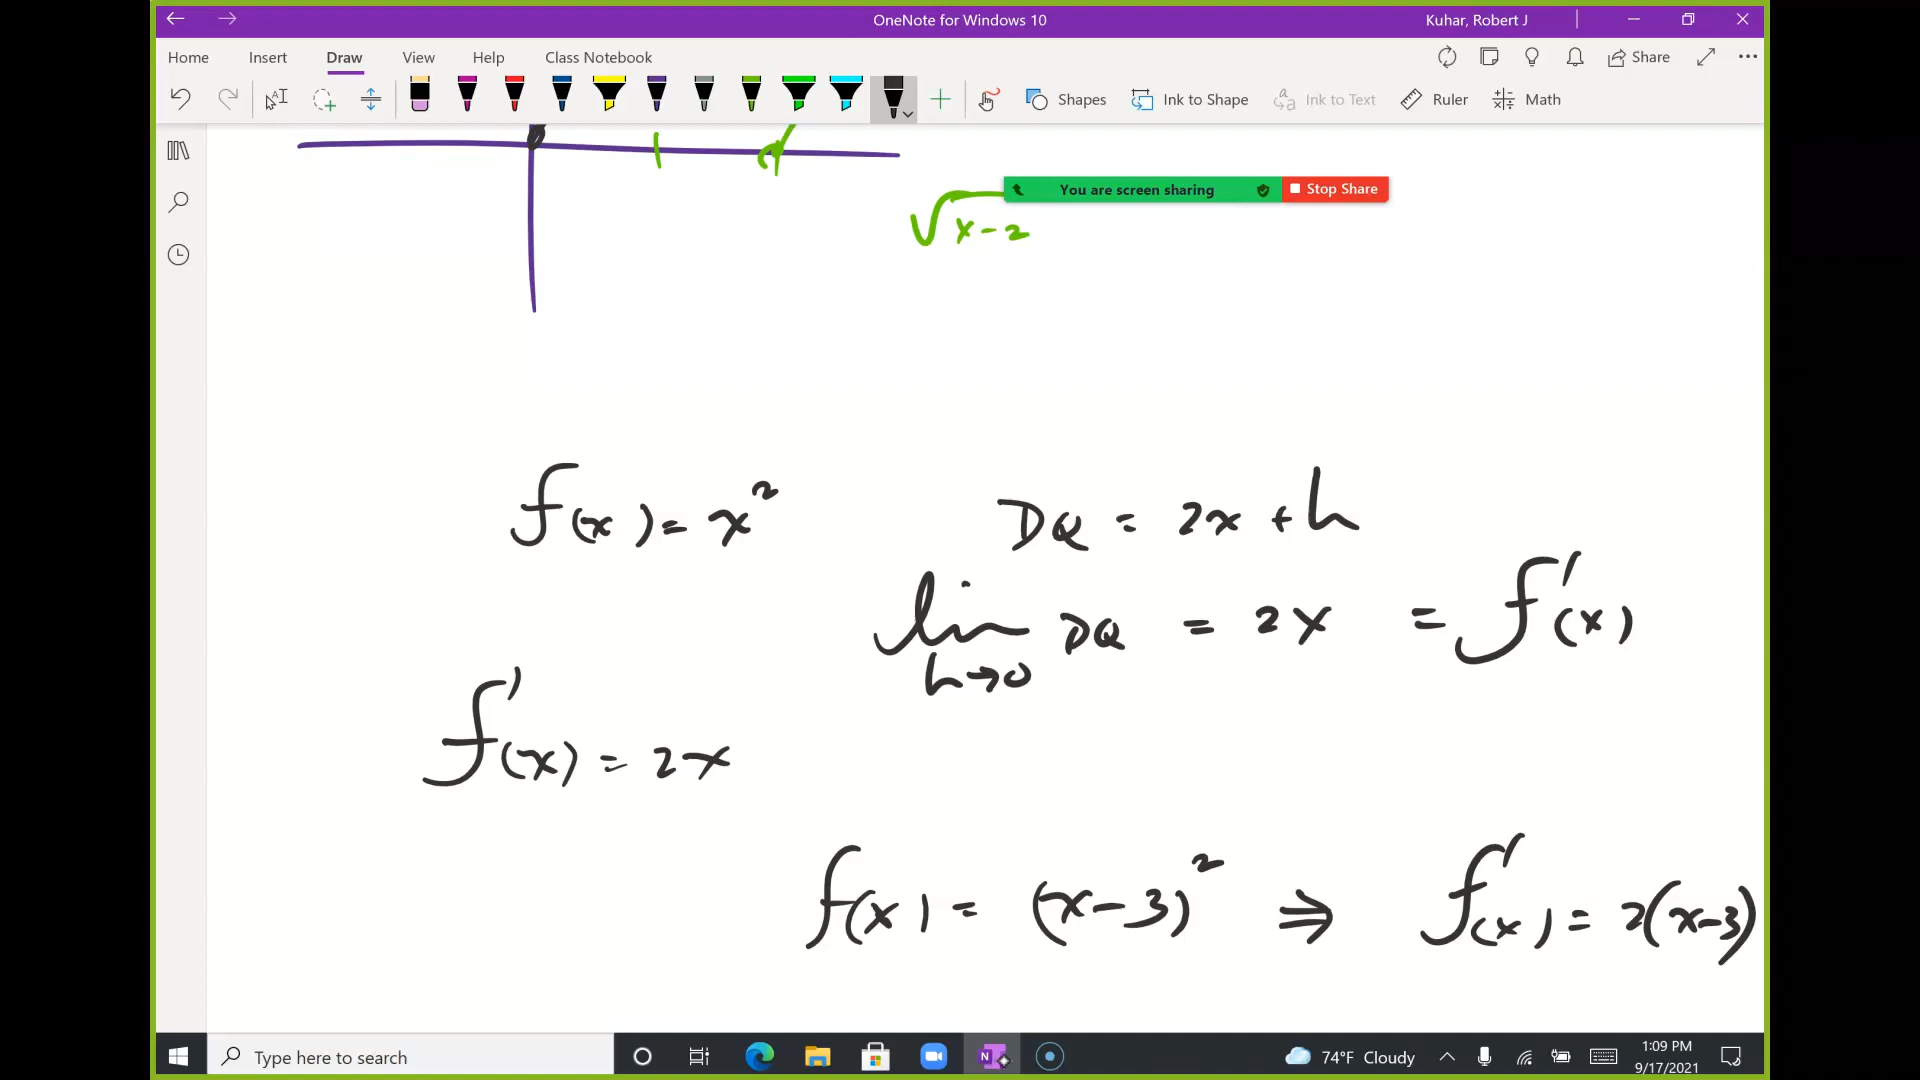 OneNote for Windows 10
Kuhar, Robert J
Home Insert Draw View Help Class Notebook
Share
Shapes Ink to Shape Ink to Text Ruler Math
You are screen sharing Stop Share
√x-2
f(x) = x² DQ = 2x + h
lim DQ = 2x = f'(x)
h→0
f'(x) = 2x
f(x) = (x-3)² ⇒ f'(x) = 2(x-3)
Type here to search
74°F Cloudy
1:09 PM
9/17/2021